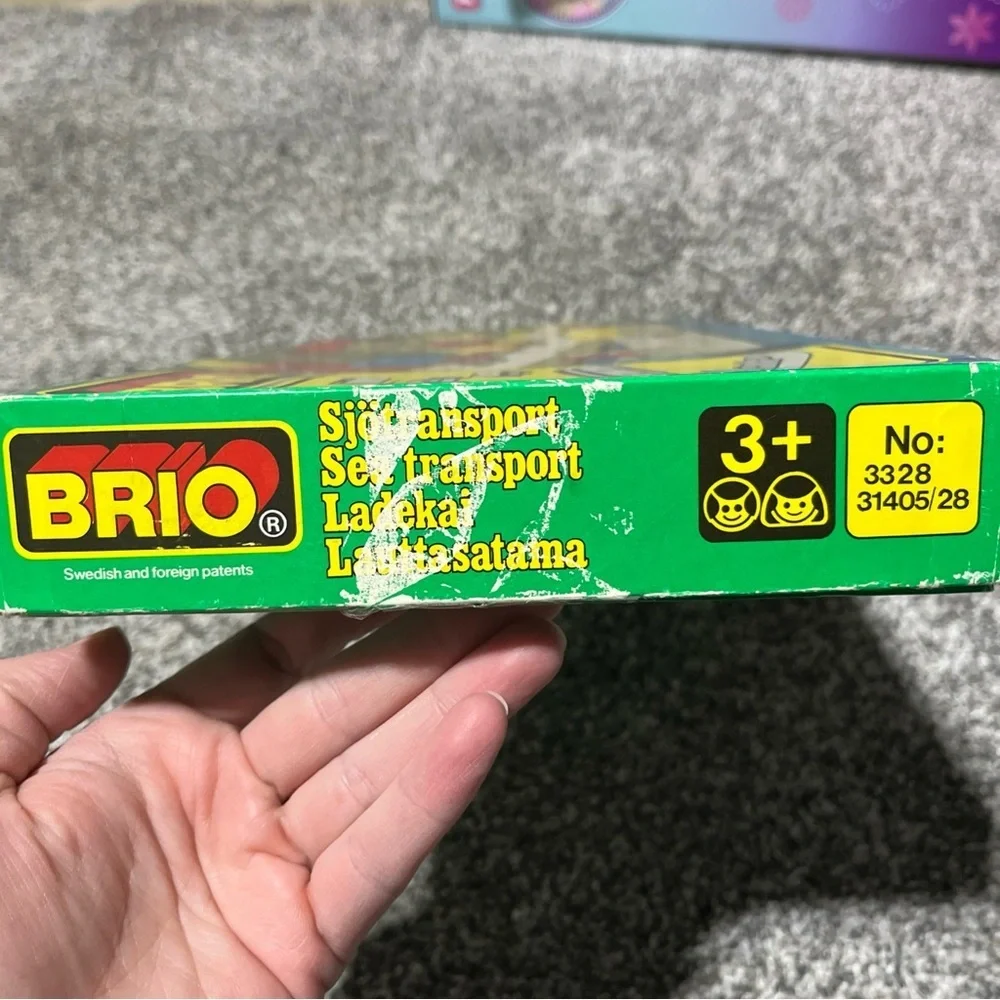 BRIO®
Swedish and foreign patents
Sjötransport
Sea transport
Ladekai
Lauttasatama
3+
No:
3328
31405/28